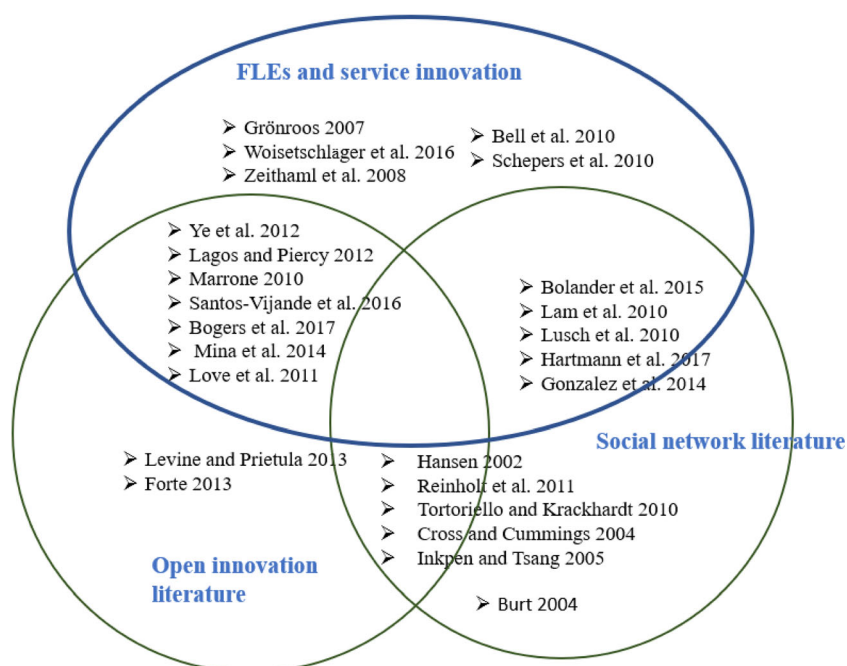 FLEs and service innovation
➢ Grönroos 2007
➢ Woisetschläger et al. 2016
➢ Zeithaml et al. 2008
➢ Bell et al. 2010
➢ Schepers et al. 2010
➢ Ye et al. 2012
➢ Lagos and Piercy 2012
➢ Marrone 2010
➢ Santos-Vijande et al. 2016
➢ Bogers et al. 2017
➢ Mina et al. 2014
➢ Love et al. 2011
➢ Bolander et al. 2015
➢ Lam et al. 2010
➢ Lusch et al. 2010
➢ Hartmann et al. 2017
➢ Gonzalez et al. 2014
Social network literature
➢ Levine and Prietula 2013
➢ Forte 2013
➢ Hansen 2002
➢ Reinholt et al. 2011
➢ Tortoriello and Krackhardt 2010
➢ Cross and Cummings 2004
➢ Inkpen and Tsang 2005
Open innovation
literature
➢ Burt 2004